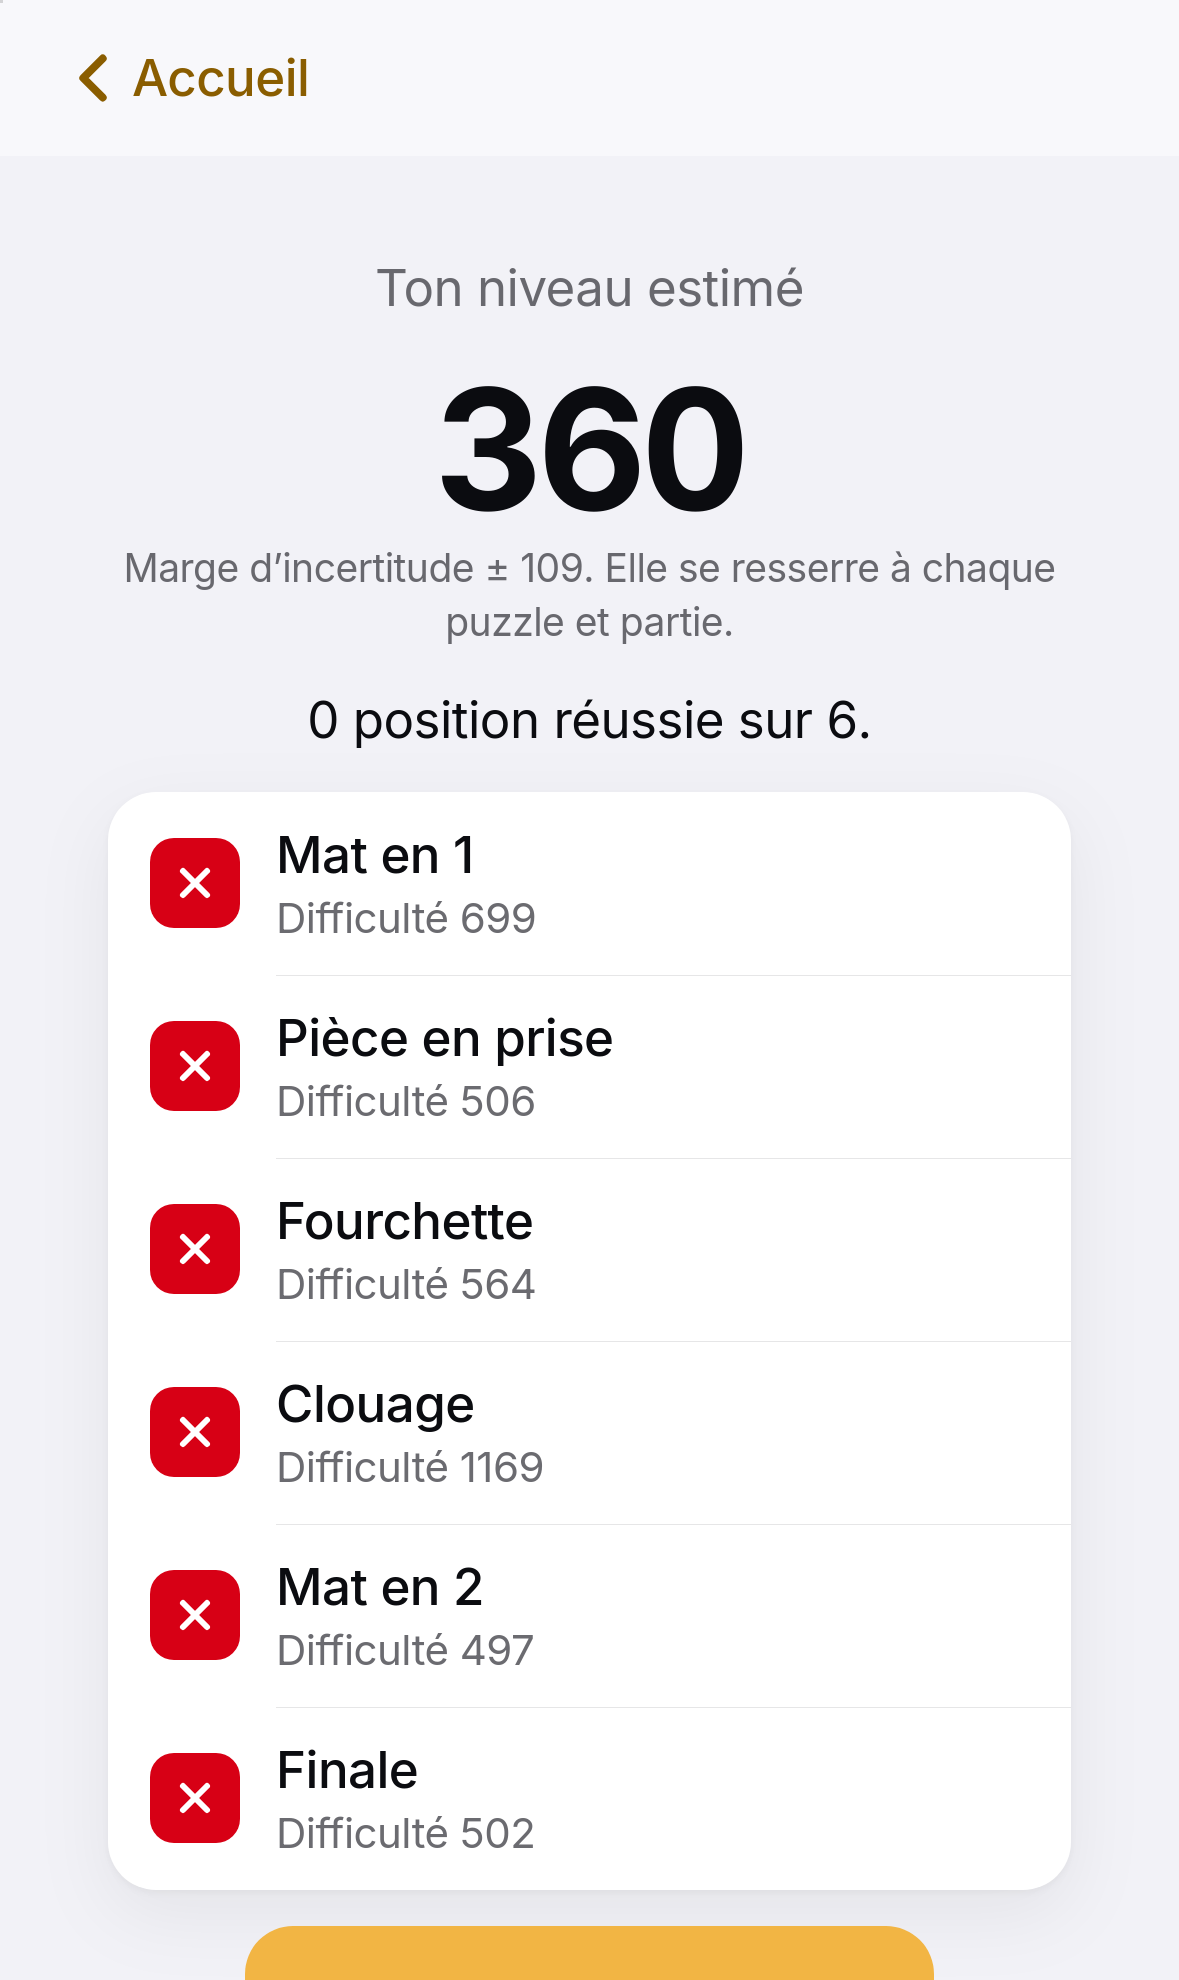 Accueil
Ton niveau estimé
360
Marge d’incertitude ± 109. Elle se resserre à chaque
puzzle et partie.
0 position réussie sur 6.
Mat en 1
Difficulté 699
Pièce en prise
Difficulté 506
Fourchette
Difficulté 564
Clouage
Difficulté 1169
Mat en 2
Difficulté 497
Finale
Difficulté 502